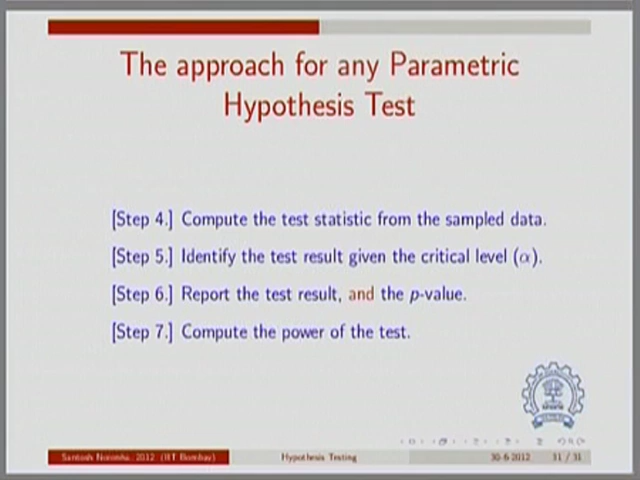 The approach for any Parametric
Hypothesis Test
[Step 4.] Compute the test statistic from the sampled data.
[Step 5.] Identify the test result given the critical level (α).
[Step 6.] Report the test result, and the p-value.
[Step 7.] Compute the power of the test.
Santosh Noronha, 2012 (IIT Bombay) Hypothesis Testing 30-6-2012 31 / 31